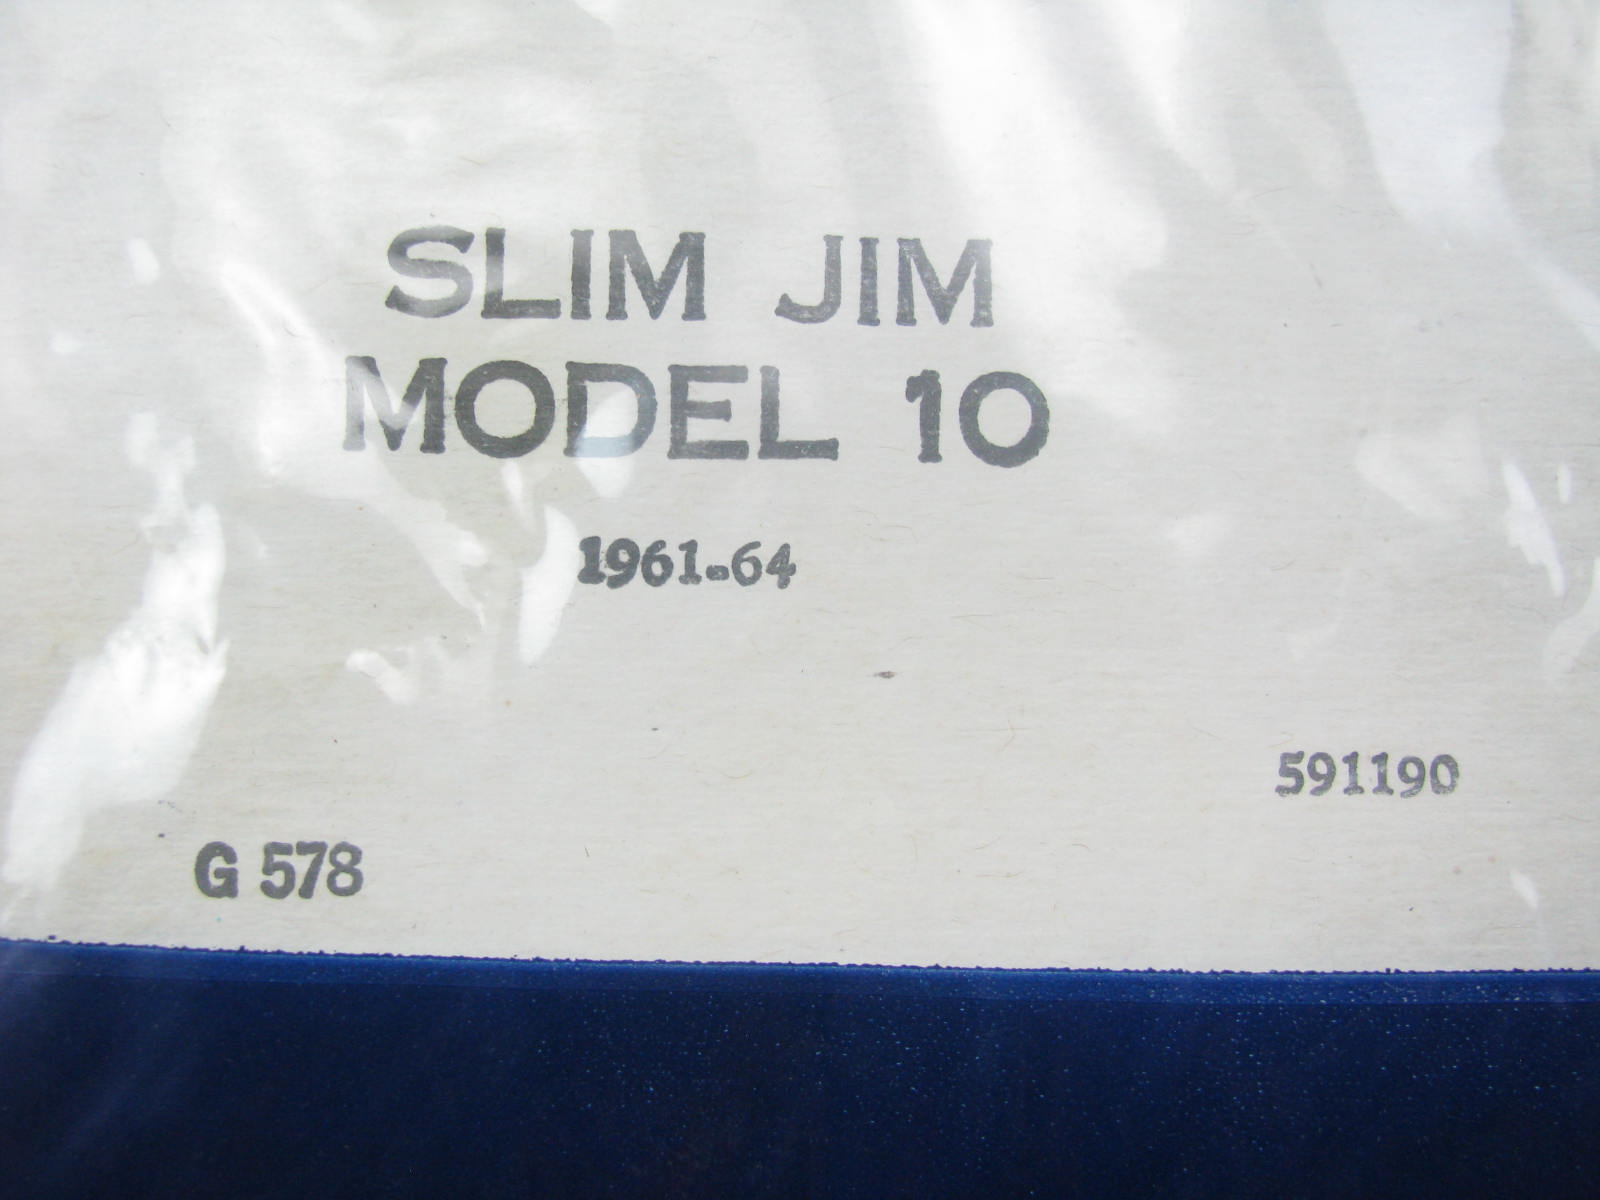 SLIM JIM
MODEL 10
1961-64
591190
G 578